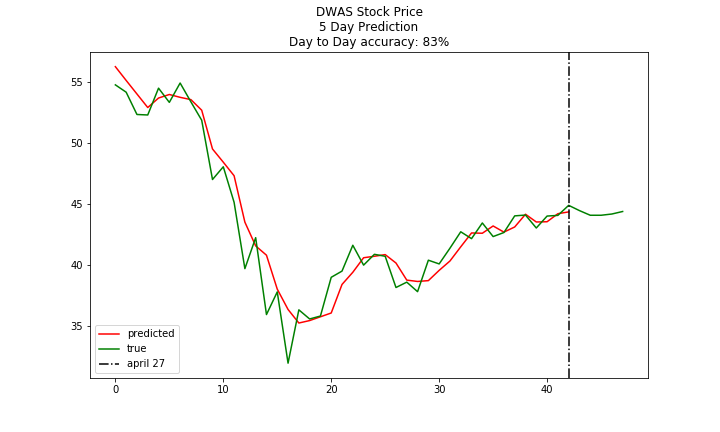 DWAS Stock Price
5 Day Prediction
Day to Day accuracy: 83%
55
50
45
40
35
predicted
true
april 27
0
10
20
30
40